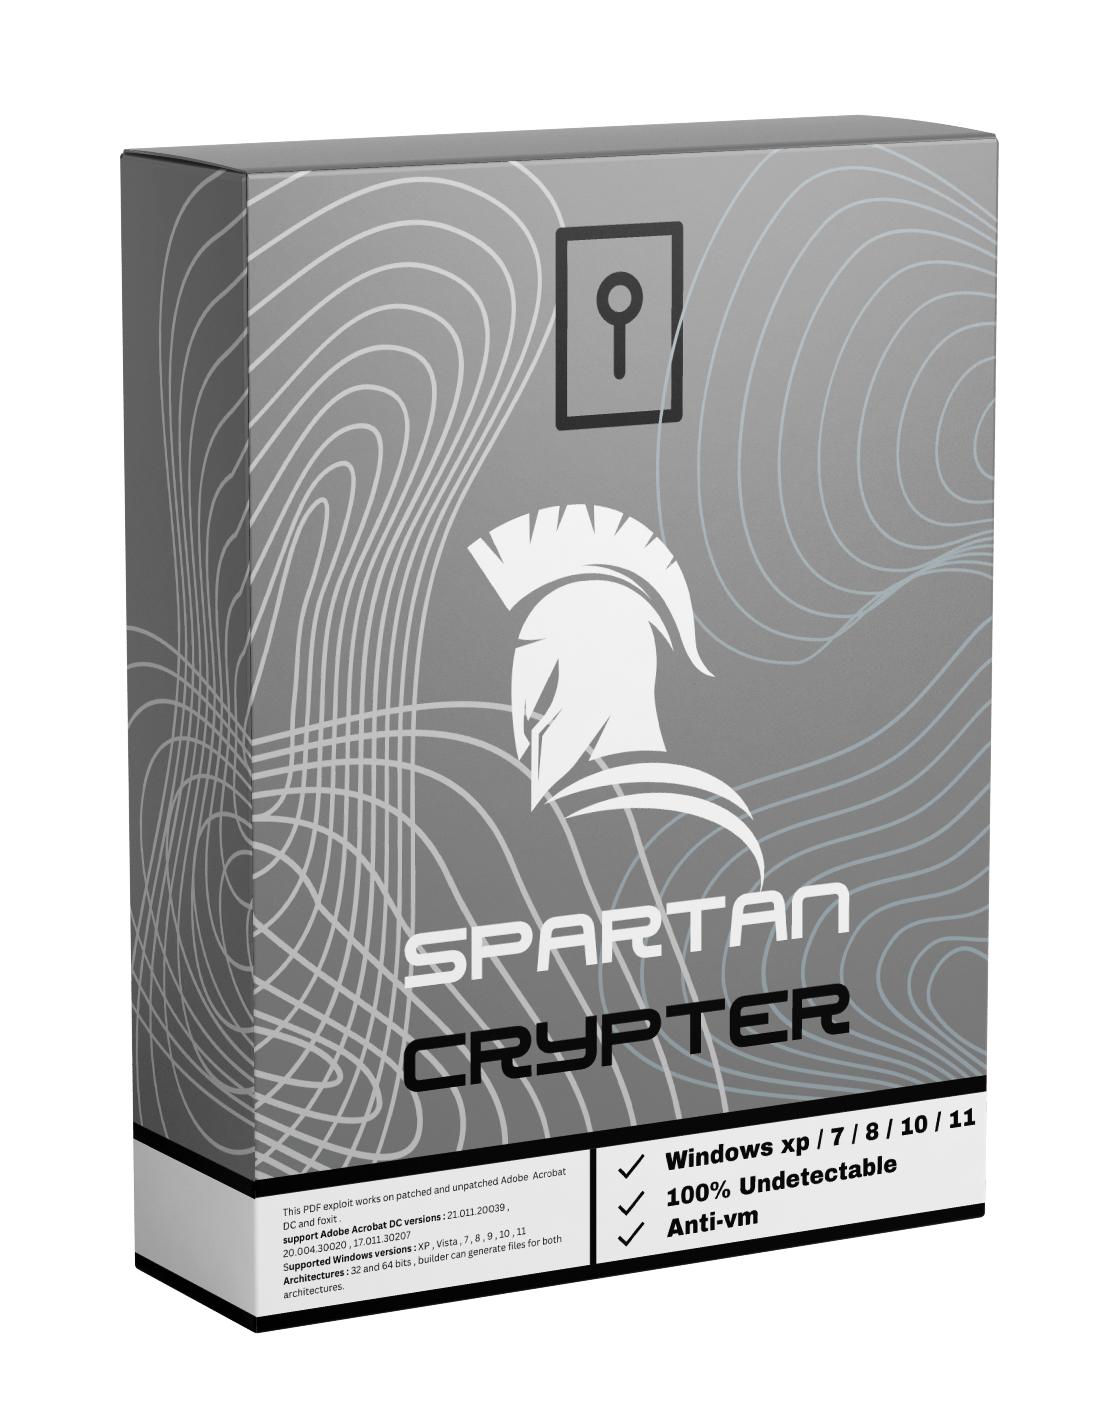 SPARTAN
CRYPTER
This PDF exploit works on patched and unpatched Adobe Acrobat
DC and foxit .
support Adobe Acrobat DC versions : 21.011.20039 ,
20.004.30020 , 17.011.30207
Supported Windows versions : XP , Vista , 7 , 8 , 9 , 10 , 11
Architectures : 32 and 64 bits , builder can generate files for both
architectures.
Windows xp / 7 / 8 / 10 / 11
100% Undetectable
Anti-vm